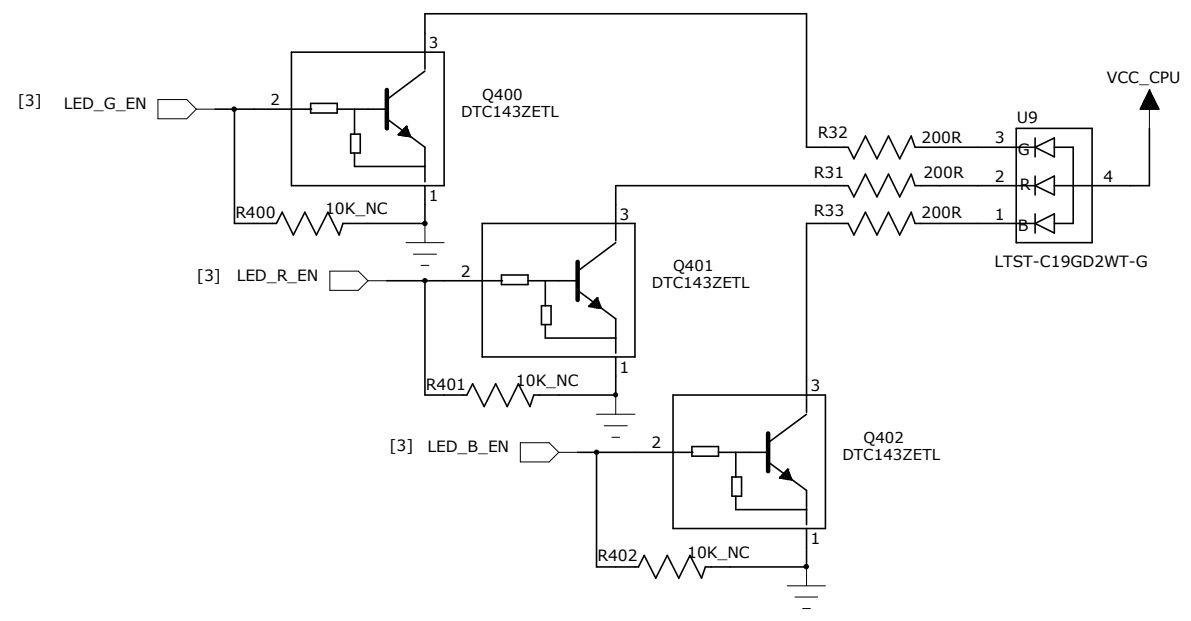 3
[3] LED_G_EN
2
Q400
DTC143ZETL
1
R400 10K_NC
VCC_CPU
U9
R32 200R 3 G
R31 200R 2 R 4
R33 200R 1 B
LTST-C19GD2WT-G
3
[3] LED_R_EN
2
Q401
DTC143ZETL
1
R401 10K_NC
3
[3] LED_B_EN
2
Q402
DTC143ZETL
1
R402 10K_NC